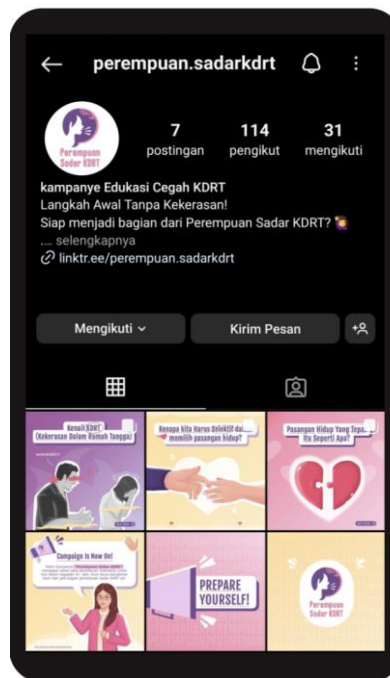 perempuan.sadarkdrt
Perempuan
Sadar KDRT
7
postingan
114
pengikut
31
mengikuti
kampanye Edukasi Cegah KDRT
Langkah Awal Tanpa Kekerasan!
Siap menjadi bagian dari Perempuan Sadar KDRT?
.... selengkapnya
linktr.ee/perempuan.sadarkdrt
Mengikuti
Kirim Pesan
Kenali KDRT
(Kekerasan Dalam Rumah Tangga)
Kenapa kita Harus Selektif
memilih pasangan hidup?
Pasangan Hidup Yang
Itu Seperti Apa?
Campaign is Now On!
PREPARE
YOURSELF!
Perempuan
Sadar KDRT